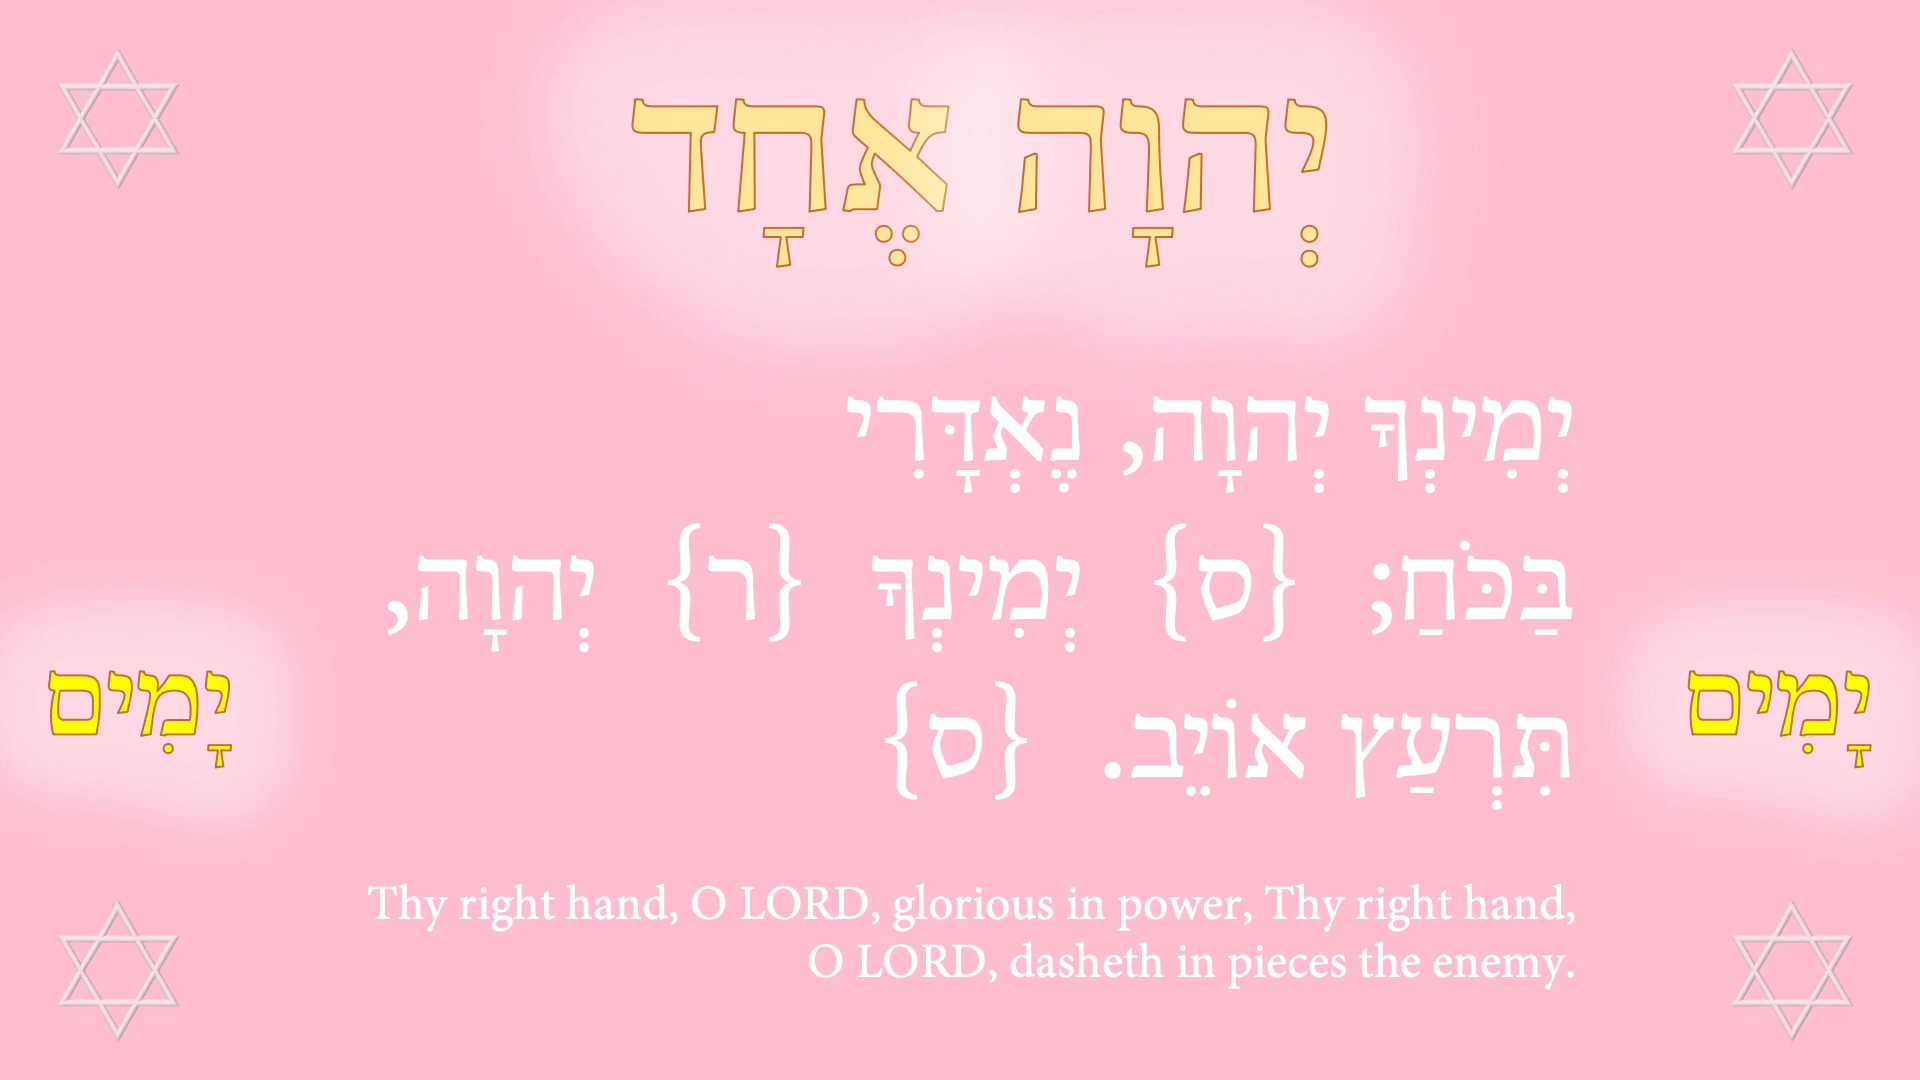 יְהוָה אֶחָד
יְמִינְךָ יְהוָה, נֶאְדָּרִי
בַּכֹּחַ; {ס} יְמִינְךָ {ר} יְהוָה,
תִּרְעַץ אוֹיֵב. {ס}
יָמִים
יָמִים
Thy right hand, O LORD, glorious in power, Thy right hand,
O LORD, dasheth in pieces the enemy.